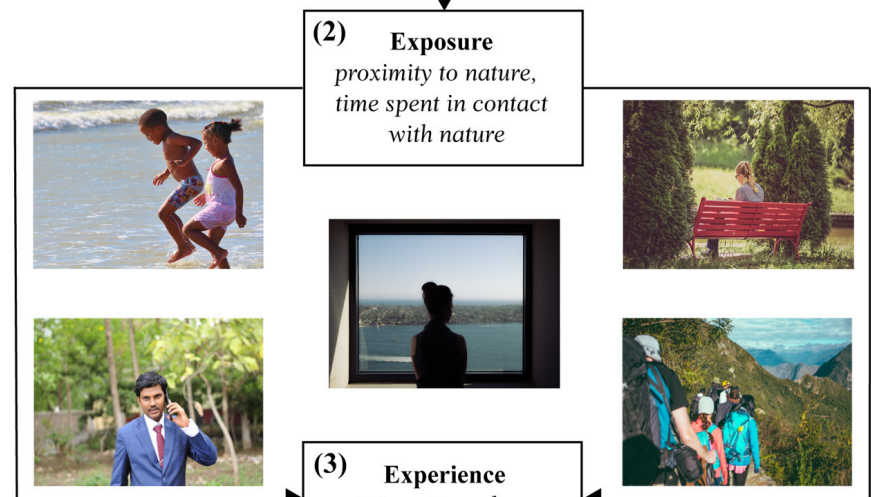 (2)
Exposure
proximity to nature,
time spent in contact
with nature
(3)
Experience